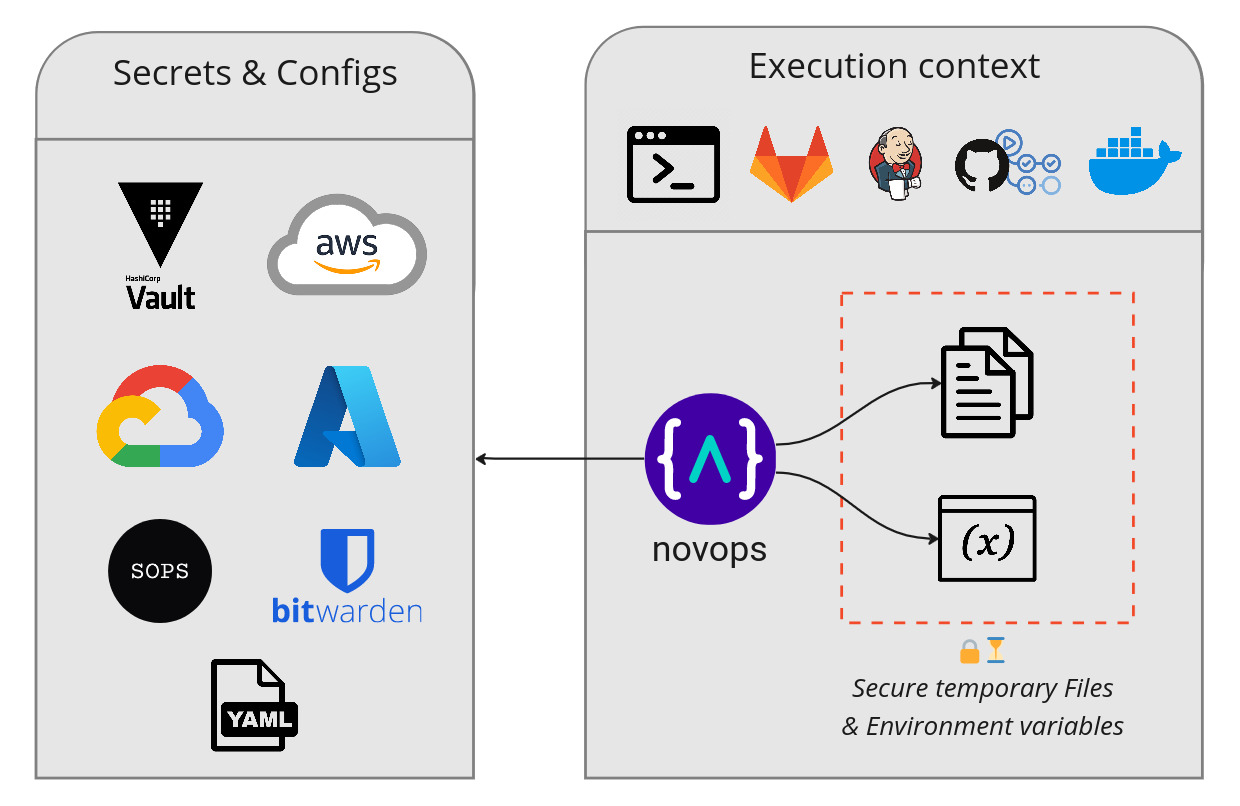 Secrets & Configs
HashiCorp
Vault
aws
SOPS
bitwarden
YAML
Execution context
novops
(x)
Secure temporary Files
& Environment variables